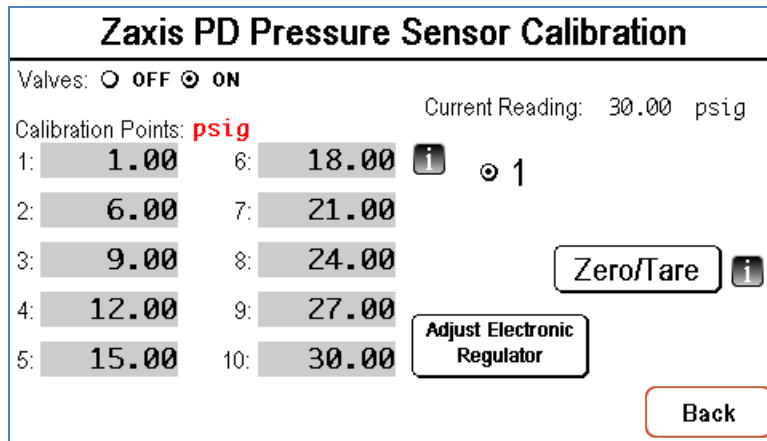 Zaxis PD Pressure Sensor Calibration
Valves: OFF ON
Current Reading: 30.00 psig
Calibration Points: psig
1: 1.00 6: 18.00 i 1
2: 6.00 7: 21.00
3: 9.00 8: 24.00 Zero/Tare i
4: 12.00 9: 27.00
Adjust Electronic
Regulator
5: 15.00 10: 30.00
Back